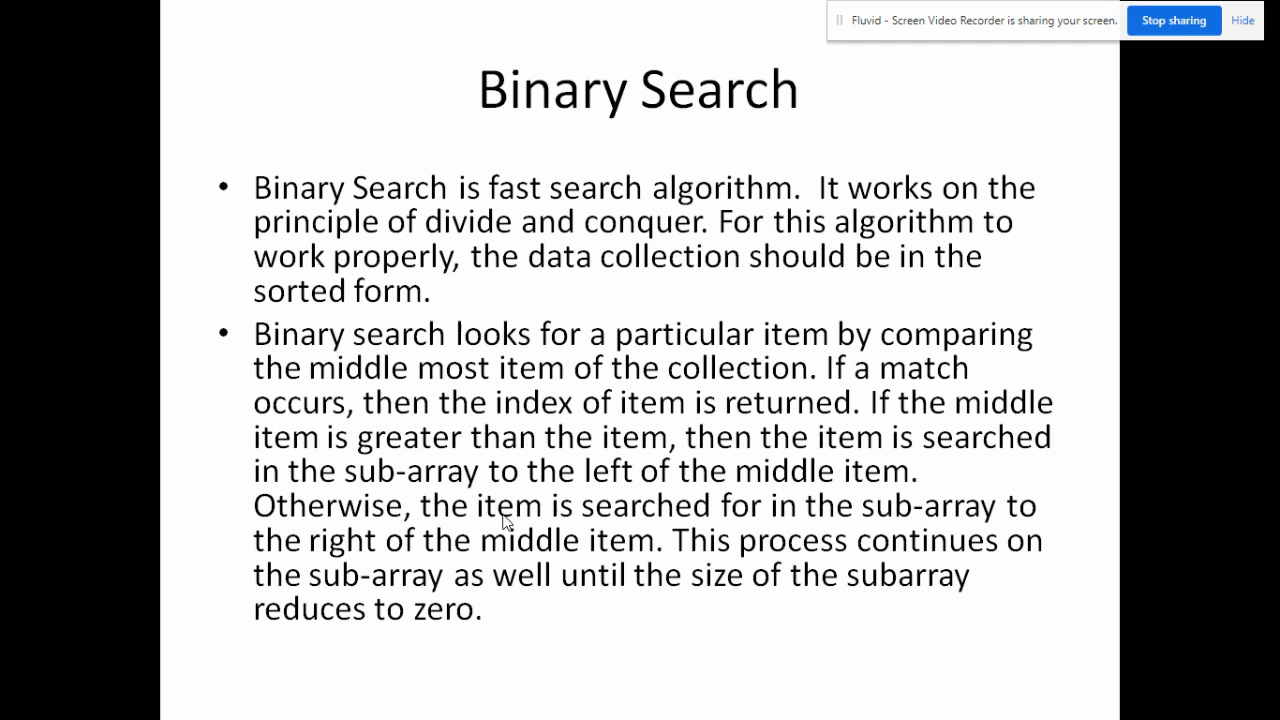 Fluvid - Screen Video Recorder is sharing your screen.
Stop sharing
Hide
Binary Search
• Binary Search is fast search algorithm.  It works on the
principle of divide and conquer. For this algorithm to
work properly, the data collection should be in the
sorted form.
• Binary search looks for a particular item by comparing
the middle most item of the collection. If a match
occurs, then the index of item is returned. If the middle
item is greater than the item, then the item is searched
in the sub-array to the left of the middle item.
Otherwise, the item is searched for in the sub-array to
the right of the middle item. This process continues on
the sub-array as well until the size of the subarray
reduces to zero.